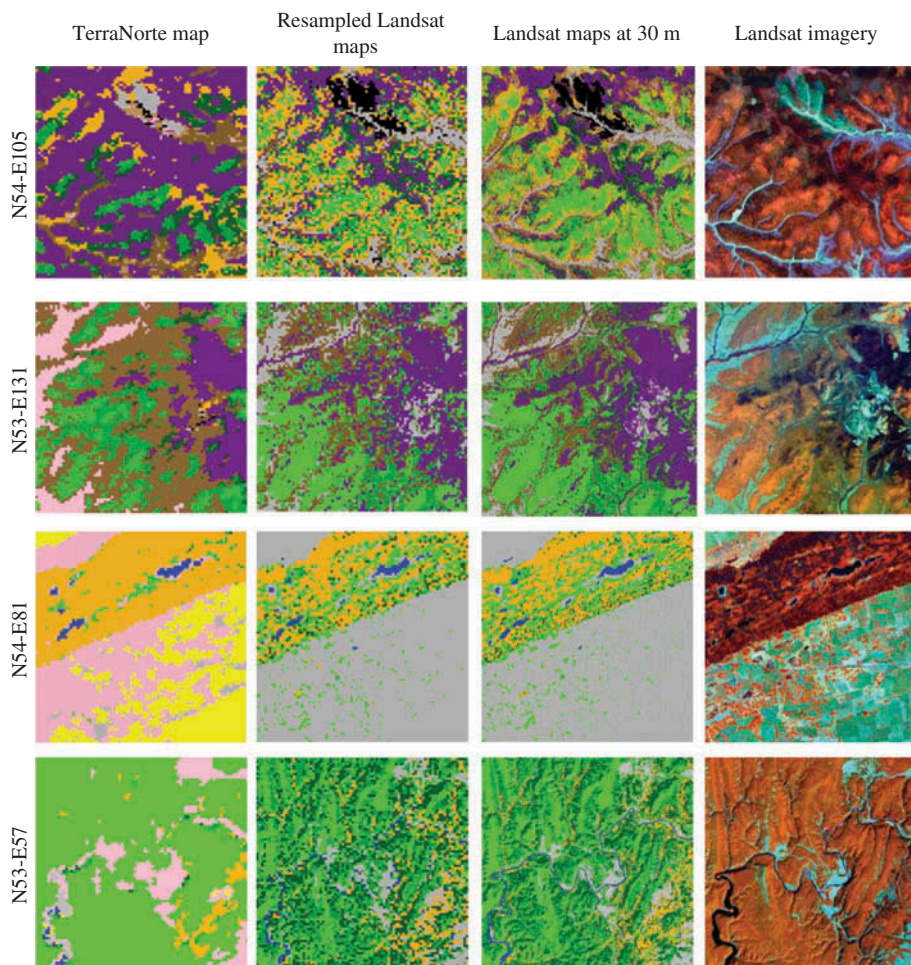 TerraNorte map
Resampled Landsat
maps
Landsat maps at 30 m
Landsat imagery
N54-E105
N53-E131
N54-E81
N53-E57